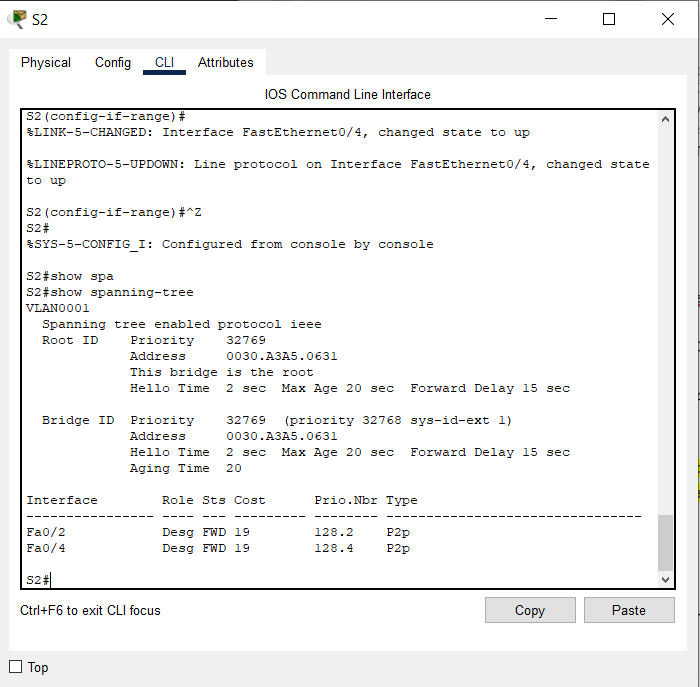 S2
Physical Config CLI Attributes
IOS Command Line Interface
S2(config-if-range)#
%LINK-5-CHANGED: Interface FastEthernet0/4, changed state to up
%LINEPROTO-5-UPDOWN: Line protocol on Interface FastEthernet0/4, changed state
to up
S2(config-if-range)#^Z
S2#
%SYS-5-CONFIG_I: Configured from console by console
S2#show spa
S2#show spanning-tree
VLAN0001
  Spanning tree enabled protocol ieee
  Root ID    Priority    32769
             Address     0030.A3A5.0631
             This bridge is the root
             Hello Time  2 sec  Max Age 20 sec  Forward Delay 15 sec
  Bridge ID  Priority    32769  (priority 32768 sys-id-ext 1)
             Address     0030.A3A5.0631
             Hello Time  2 sec  Max Age 20 sec  Forward Delay 15 sec
             Aging Time  20
Interface        Role Sts Cost      Prio.Nbr Type
---------------- ---- --- --------- -------- --------------------------------
Fa0/2            Desg FWD 19        128.2    P2p
Fa0/4            Desg FWD 19        128.4    P2p
S2#
Ctrl+F6 to exit CLI focus
Copy Paste
Top